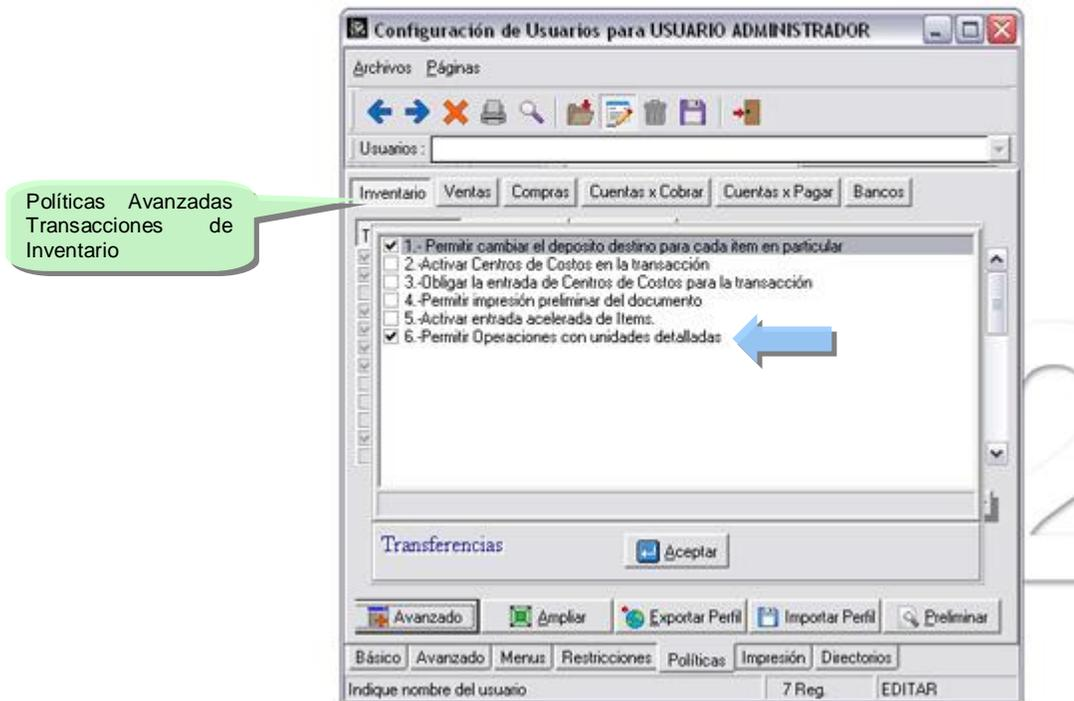 Configuración de Usuarios para USUARIO ADMINISTRADOR
Archivos Páginas
Usuarios :
Inventario Ventas Compras Cuentas x Cobrar Cuentas x Pagar Bancos
Políticas Avanzadas
Transacciones de
Inventario
T
1.- Permitir cambiar el deposito destino para cada item en particular
2.-Activar Centros de Costos en la transacción
3.-Obligar la entrada de Centros de Costos para la transacción
4.-Permitir impresión preliminar del documento
5.-Activar entrada acelerada de Items.
6.-Permitir Operaciones con unidades detalladas
Transferencias
Aceptar
Avanzado Ampliar Exportar Perfil Importar Perfil Preliminar
Básico Avanzado Menus Restricciones Políticas Impresión Directorios
Indique nombre del usuario 7 Reg. EDITAR
2